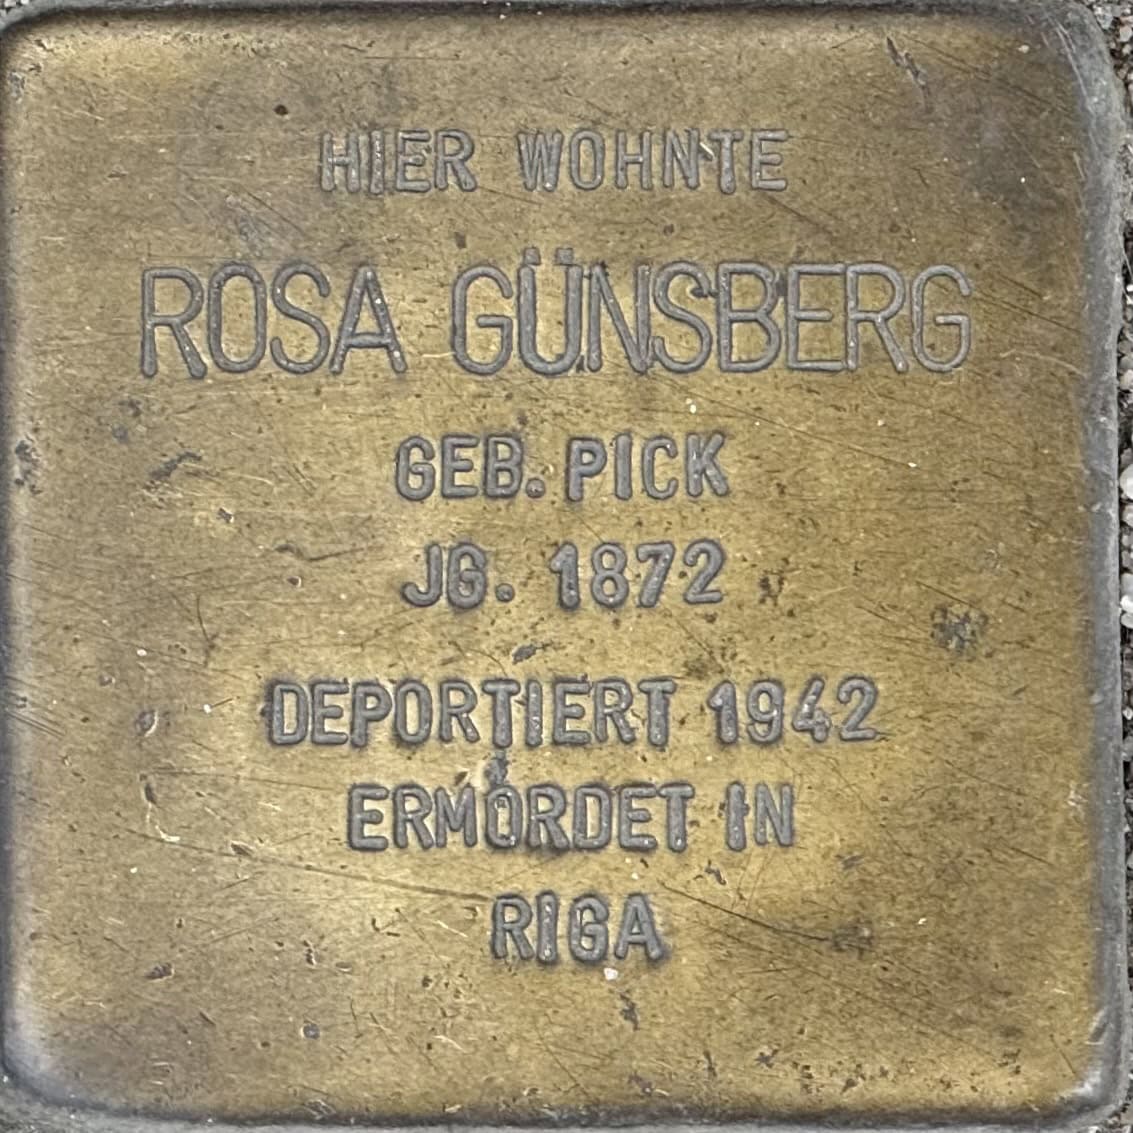 HIER WOHNTE
ROSA GÜNSBERG
GEB. PICK
JG. 1872
DEPORTIERT 1942
ERMORDET IN
RIGA